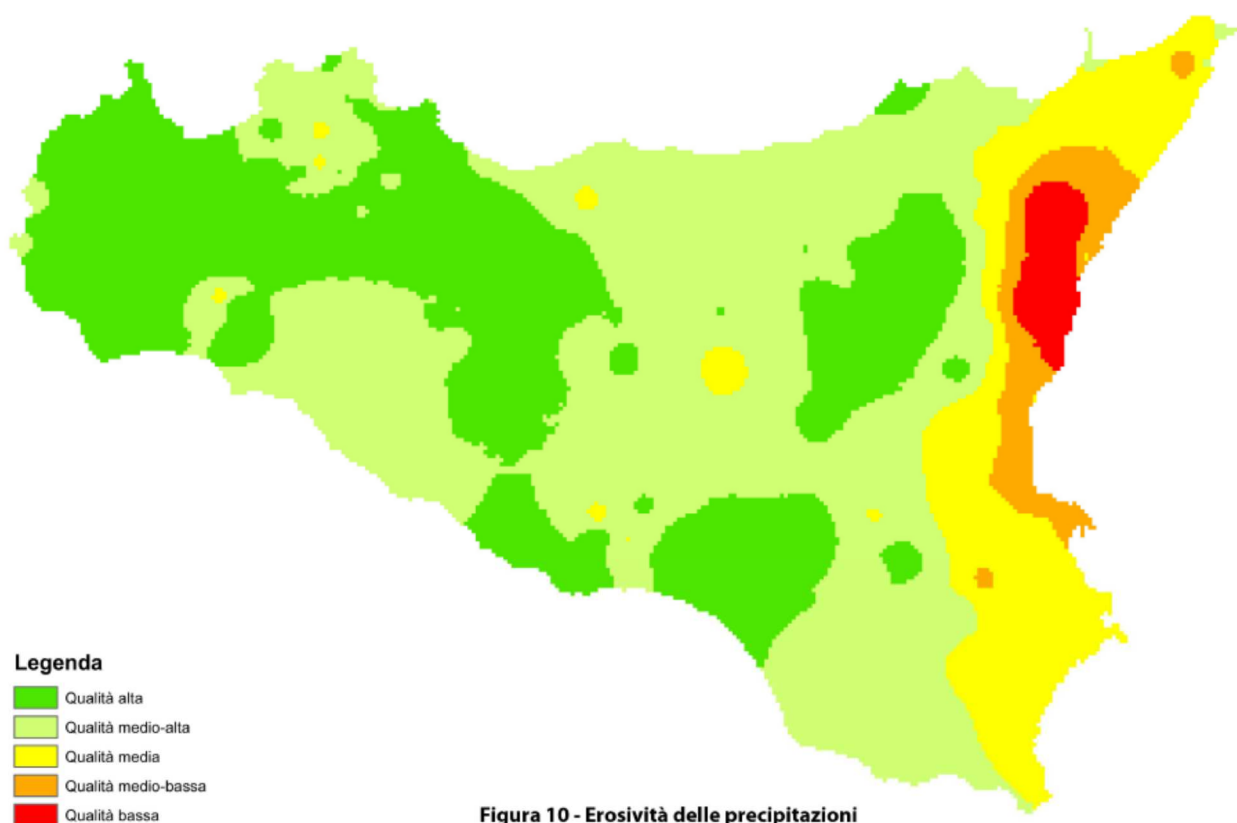 Legenda
Qualità alta
Qualità medio-alta
Qualità media
Qualità medio-bassa
Qualità bassa
Figura 10 - Erosività delle precipitazioni